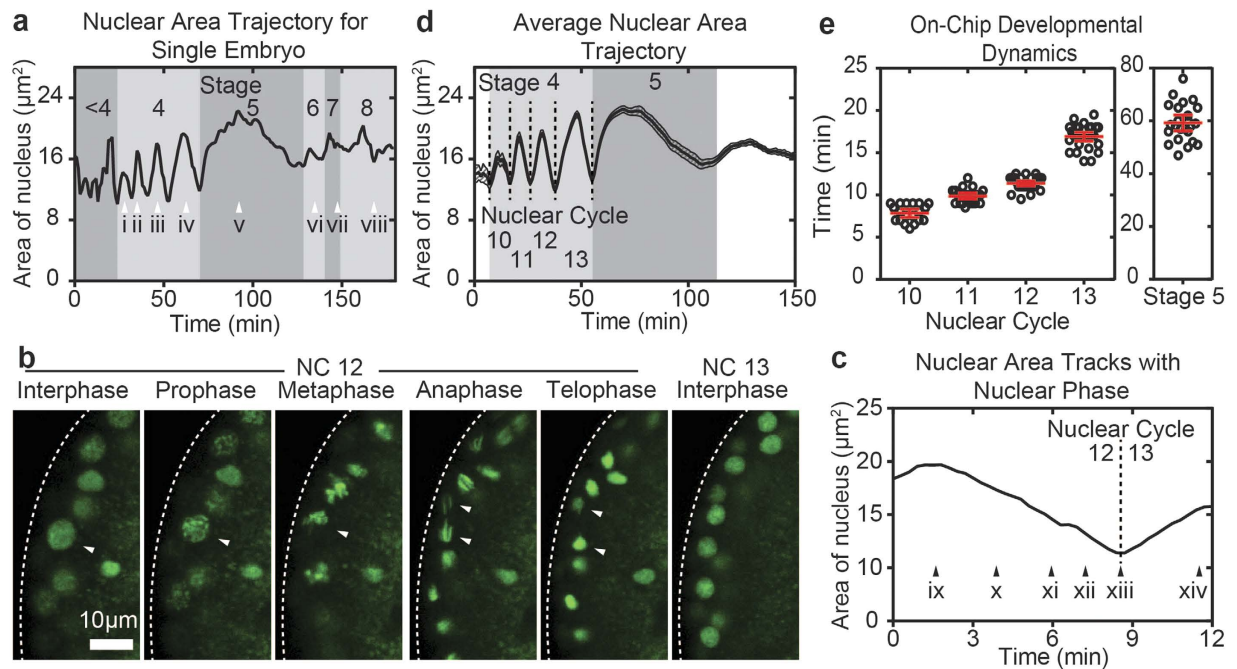 a
Nuclear Area Trajectory for
Single Embryo
Area of nucleus (µm²)
24
16
8
0
Stage
<4 4 5 6 7 8
i ii iii iv v vi vii viii
0 50 100 150
Time (min)
d
Average Nuclear Area
Trajectory
Area of nucleus (µm²)
24
16
8
0
Stage 4 5
Nuclear Cycle
10 12
11 13
0 50 100 150
Time (min)
e
On-Chip Developmental
Dynamics
Time (min)
25
20
15
10
5
0
10 11 12 13
Nuclear Cycle
80
60
40
20
0
Stage 5
b
NC 12
NC 13
Interphase Prophase Metaphase Anaphase Telophase Interphase
10µm
c
Nuclear Area Tracks with
Nuclear Phase
Area of nucleus (µm²)
25
20
15
10
0
Nuclear Cycle
12 13
ix x xi xii xiii xiv
0 3 6 9 12
Time (min)